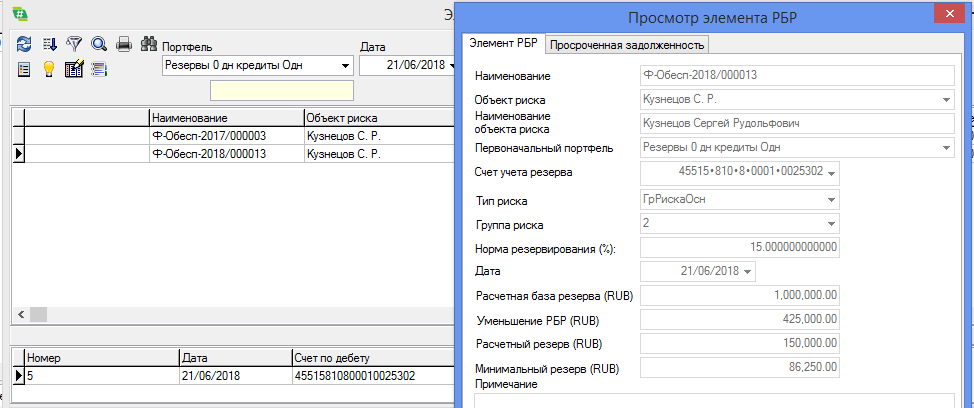 Э
Портфель
Дата
Резервы 0 дн кредиты Одн
21/06/2018
Наименование
Объект риска
Ф-Обесп-2017/000003
Кузнецов С. Р.
Ф-Обесп-2018/000013
Кузнецов С. Р.
Номер
Дата
Счет по дебету
5
21/06/2018
45515810800010025302
Просмотр элемента РБР
Элемент РБР
Просроченная задолженность
Наименование
Ф-Обесп-2018/000013
Объект риска
Кузнецов С. Р.
Наименование
объекта риска
Кузнецов Сергей Рудольфович
Первоначальный портфель
Резервы 0 дн кредиты Одн
Счет учета резерва
45515•810•8•0001•0025302
Тип риска
ГрРискаОсн
Группа риска
2
Норма резервирования (%):
15.000000000000
Дата
21/06/2018
Расчетная база резерва (RUB)
1,000,000.00
Уменьшение РБР (RUB)
425,000.00
Расчетный резерв (RUB)
150,000.00
Минимальный резерв (RUB)
86,250.00
Примечание